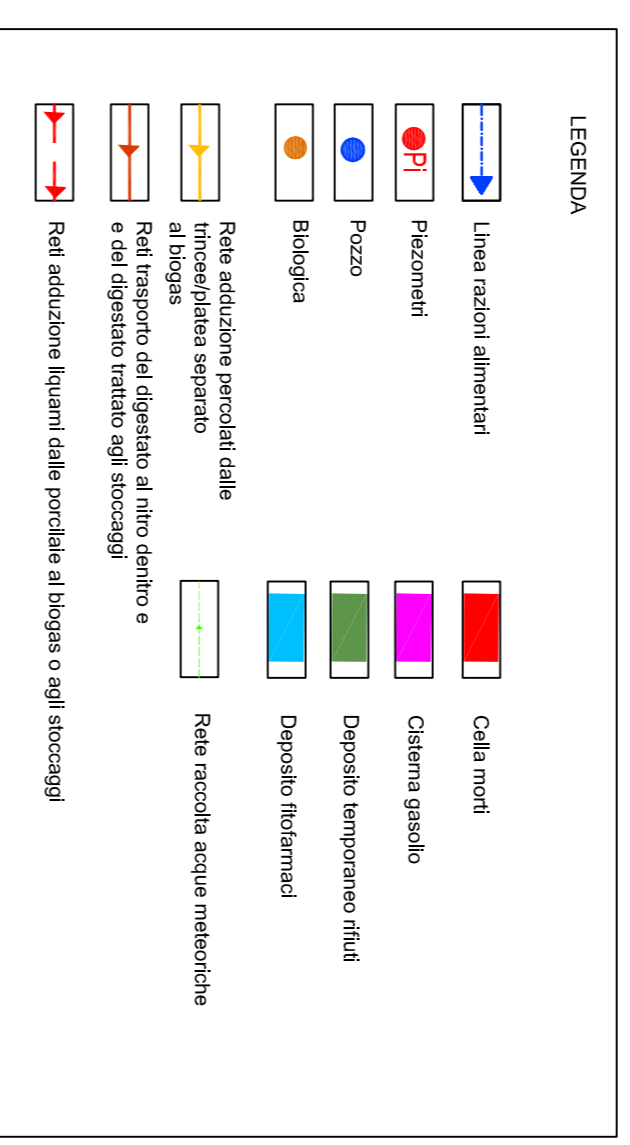 LEGENDA
Linea razioni alimentari
Pi
Piezometri
Pozzo
Biologica
Rete adduzione percolati dalle
trincee/platea separato
al biogas
Reti trasporto del digestato al nitro denitro e
e del digestato trattato agli stoccaggi
Reti adduzione liquami dalle porcilaie al biogas o agli stoccaggi
Cella morti
Cisterna gasolio
Deposito temporaneo rifiuti
Deposito fitofarmaci
Rete raccolta acque meteoriche